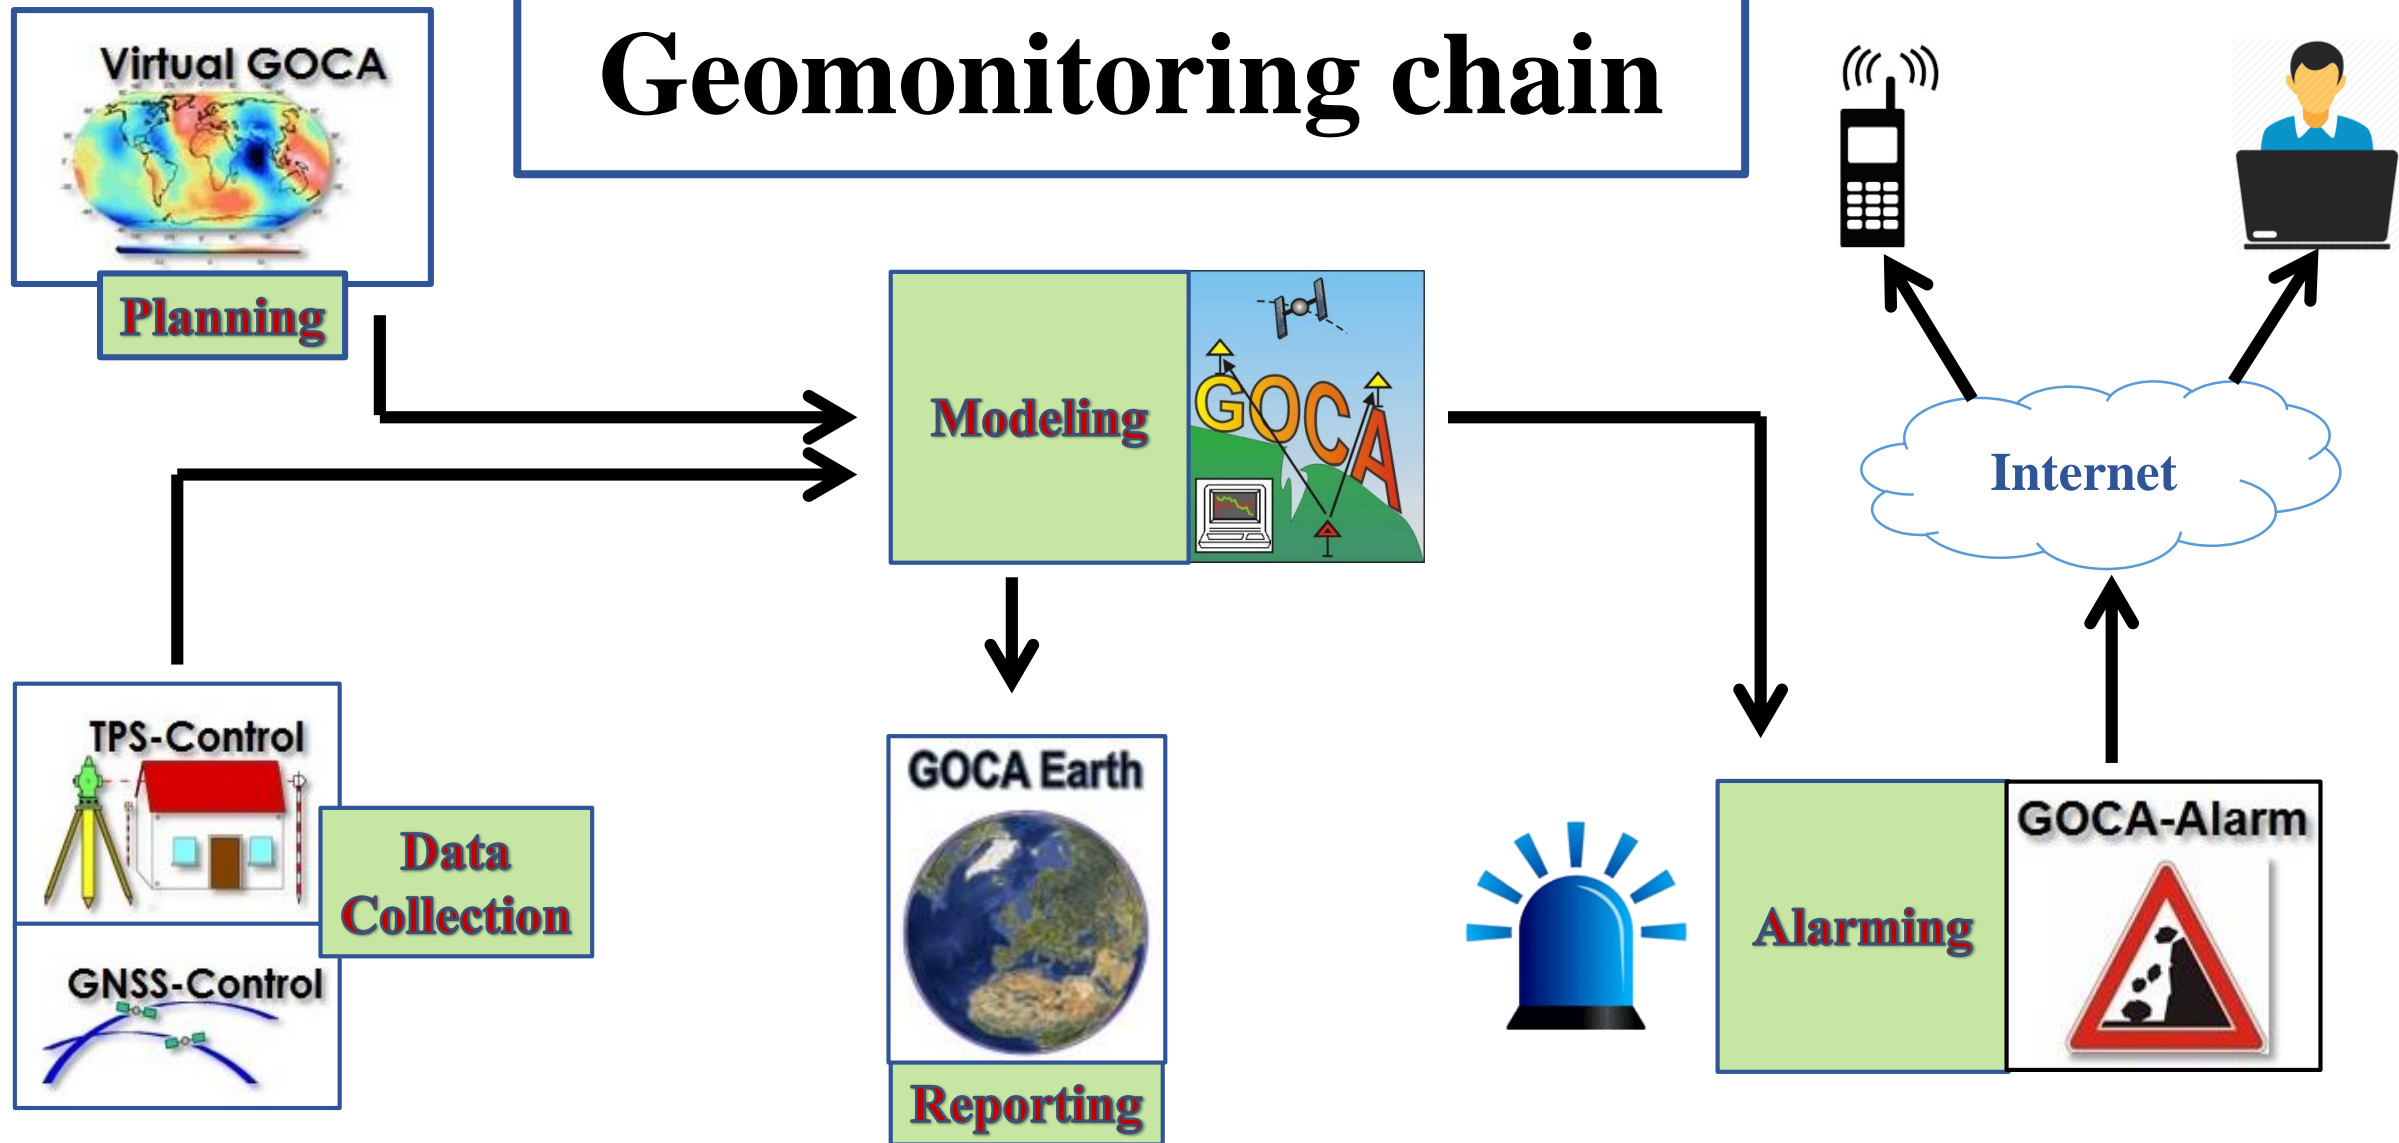 Geomonitoring chain
Virtual GOCA
Planning
Modeling
GOCA
Internet
TPS-Control
Data
Collection
GNSS-Control
GOCA Earth
Reporting
Alarming
GOCA-Alarm